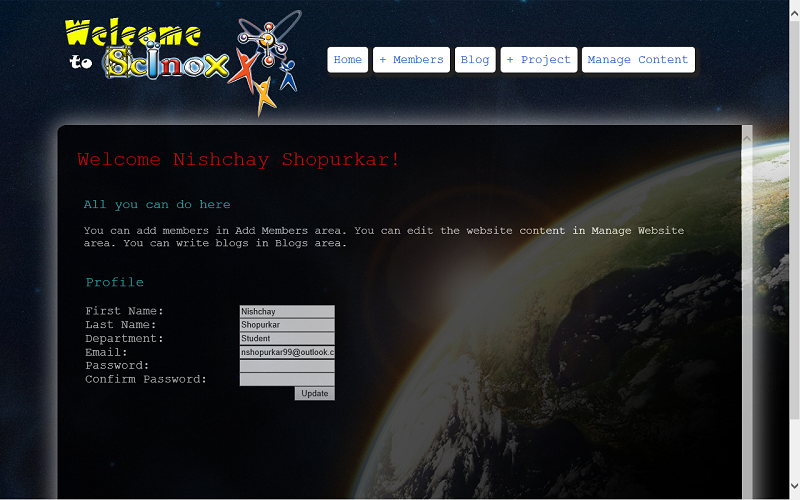 Welcome
to Scinox
Home + Members Blog + Project Manage Content
Welcome Nishchay Shopurkar!
All you can do here
You can add members in Add Members area. You can edit the website content in Manage Website
area. You can write blogs in Blogs area.
Profile
First Name: Nishchay
Last Name: Shopurkar
Department: Student
Email: nshopurkar99@outlook.c
Password:
Confirm Password:
Update